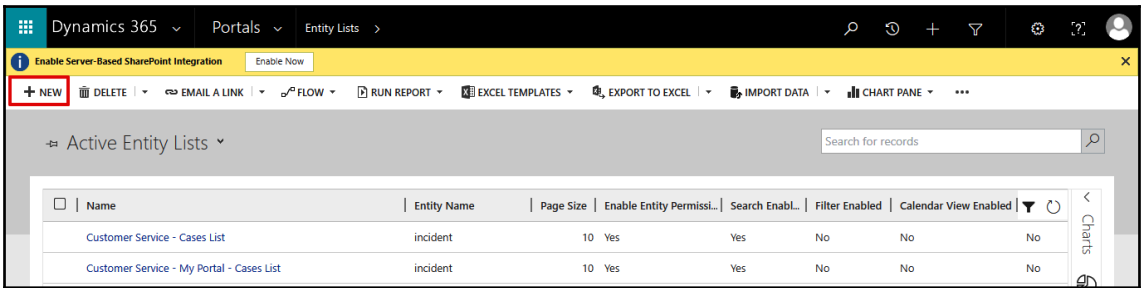 Dynamics 365 Portals Entity Lists >
Enable Server-Based SharePoint Integration Enable Now
+ NEW DELETE EMAIL A LINK FLOW RUN REPORT EXCEL TEMPLATES EXPORT TO EXCEL IMPORT DATA CHART PANE •••
Active Entity Lists Search for records
Name Entity Name Page Size Enable Entity Permissi... Search Enabl... Filter Enabled Calendar View Enabled
Customer Service - Cases List incident 10 Yes Yes No No No
Customer Service - My Portal - Cases List incident 10 Yes Yes No No No
Charts